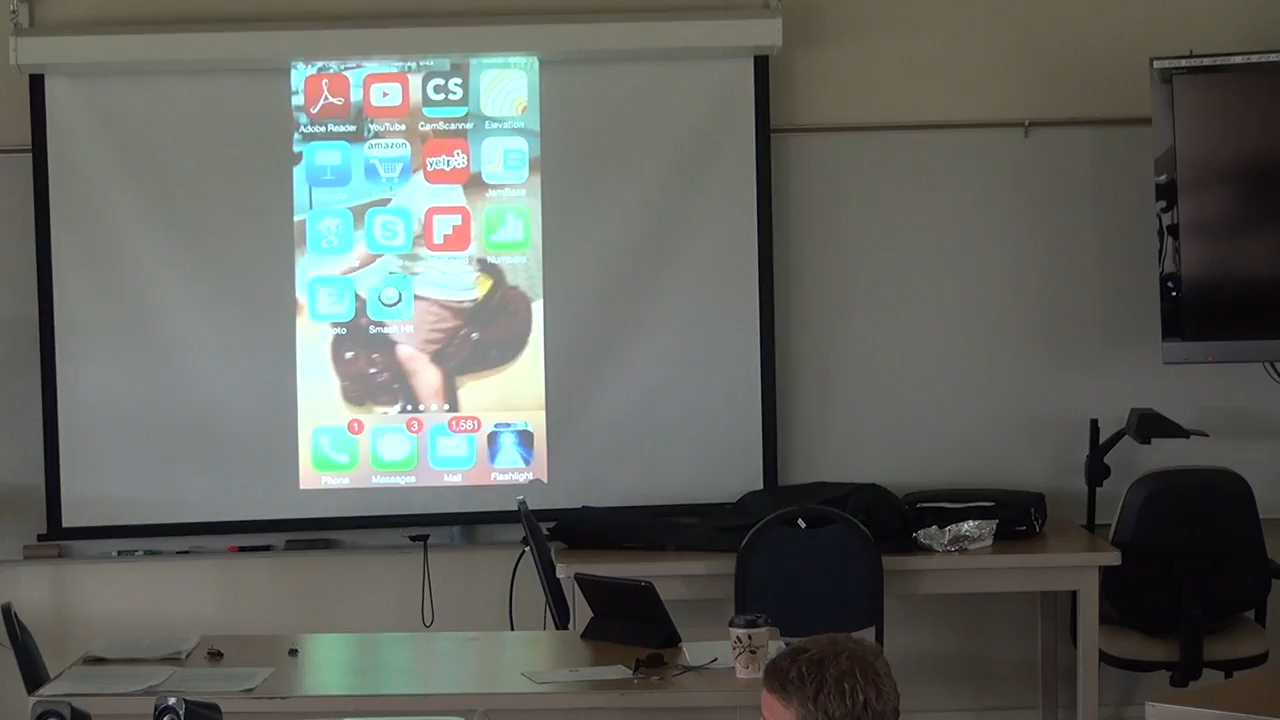 Adobe Reader
YouTube
CS
CamScanner
Elevation
amazon
yelp
JamBase
Numbers
Smash Hit
1
3
1,581
Phone
Messages
Mail
Flashlight